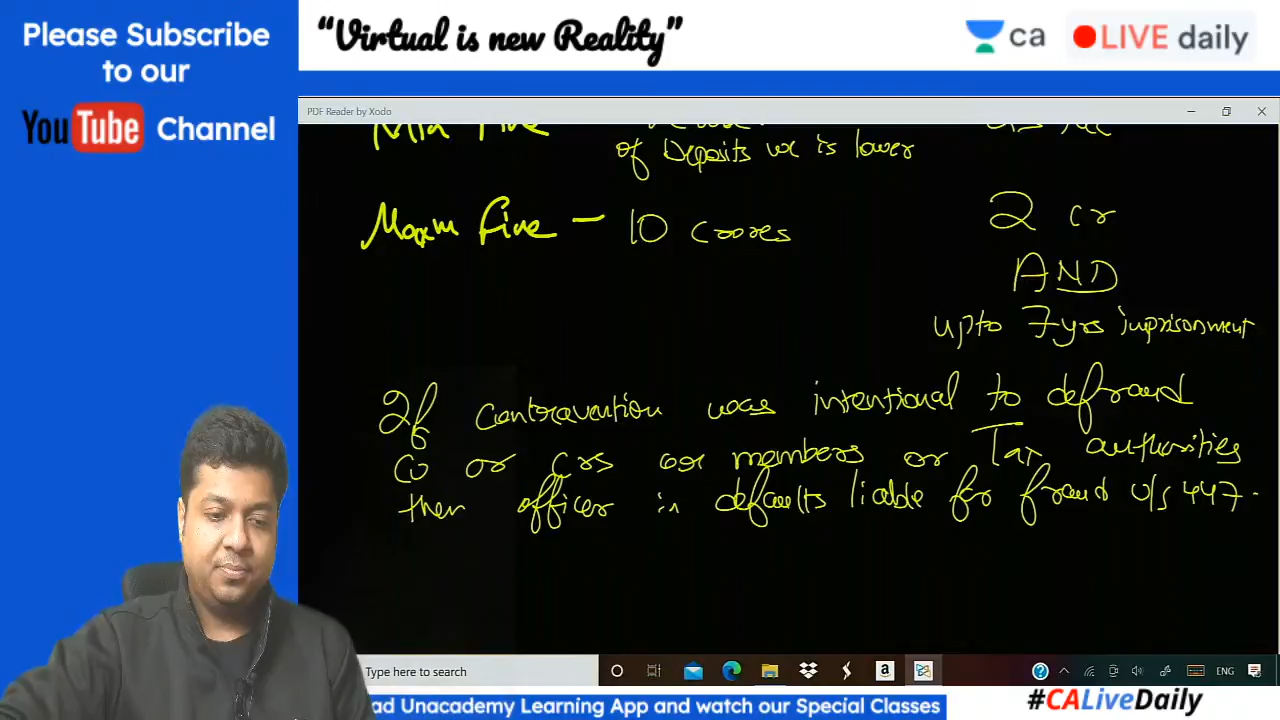 Please Subscribe
to our
YouTube Channel
“Virtual is new Reality”
ca
LIVE daily
PDF Reader by Xodo
Min Fine
of Deposits wc is lower
Maxm Fine - 10 crores
2 cr
AND
upto 7yrs imprisonment
If contravention was intentional to defraud
Co or Crs or members or Tax authorities
then officer in defaults liable for fraud u/s 447.
Type here to search
ENG
ad Unacademy Learning App and watch our Special Classes
#CALiveDaily